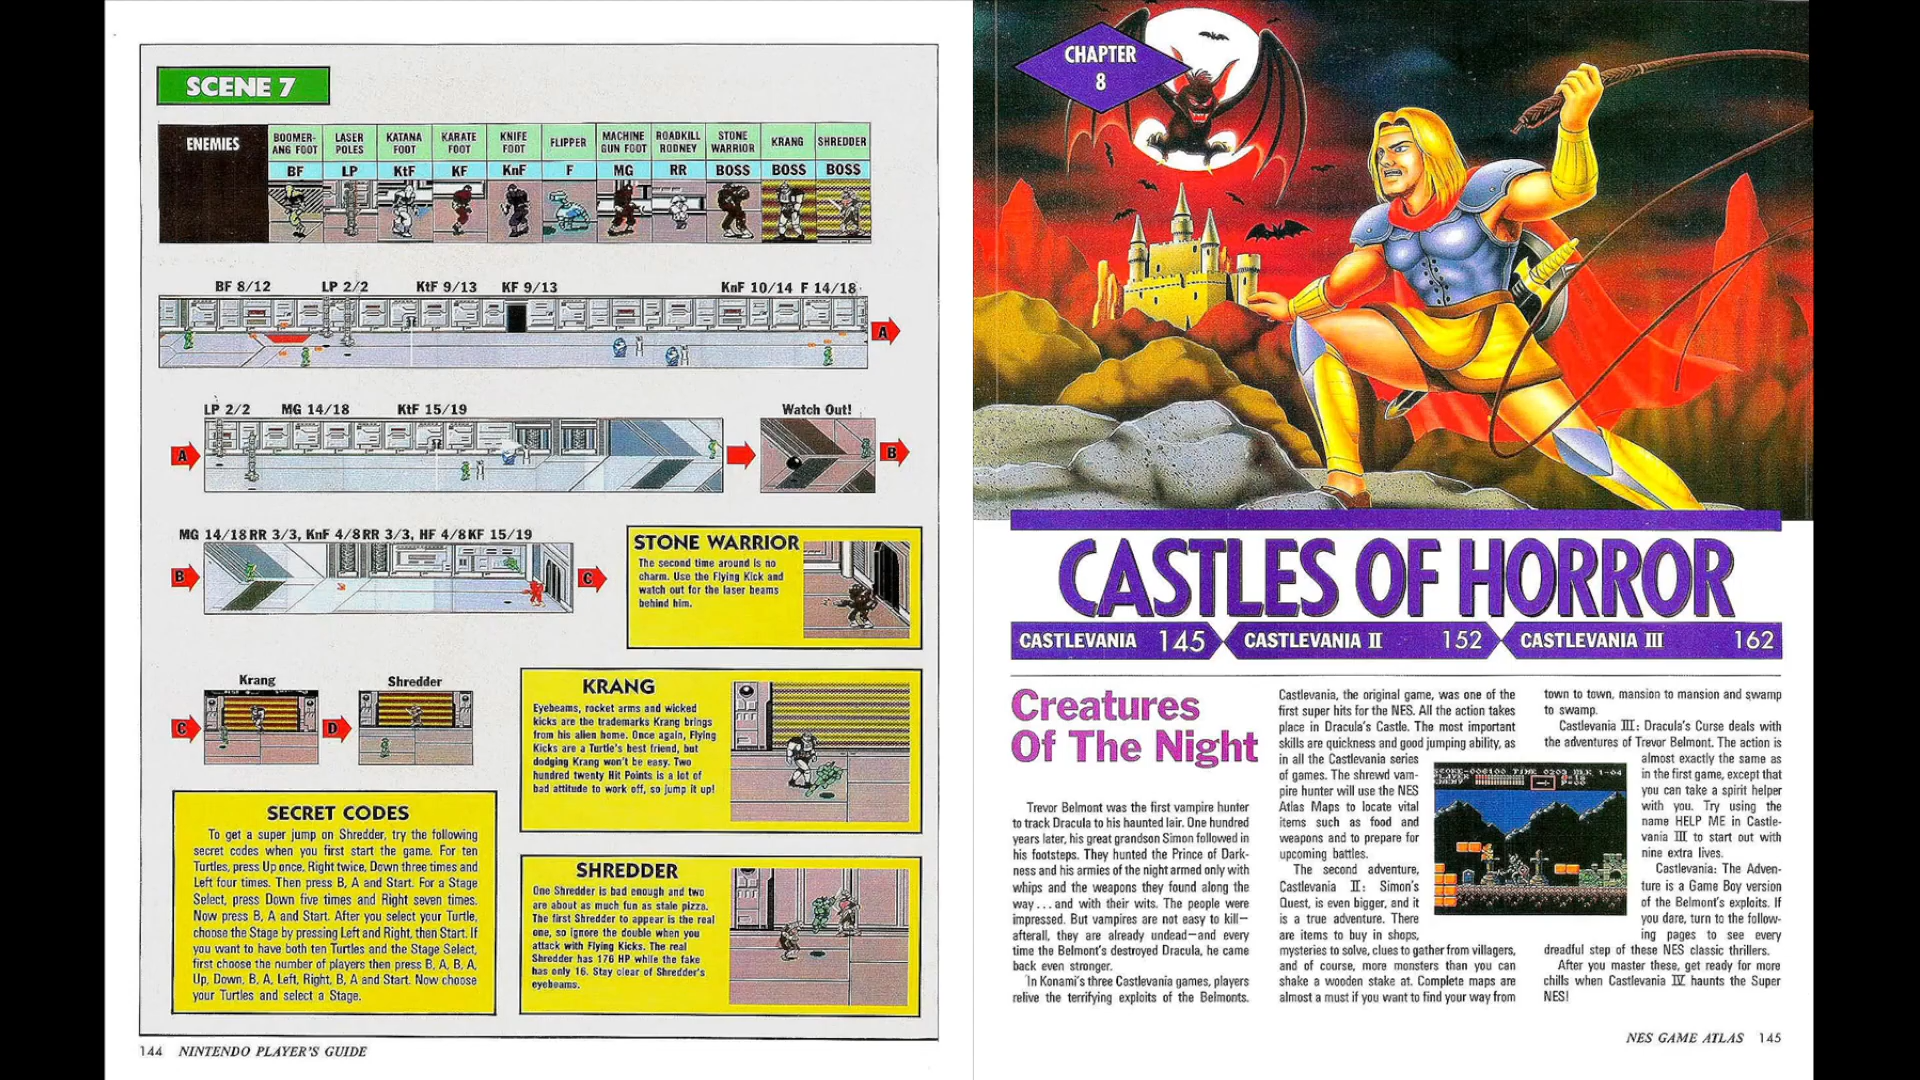 SCENE 7
ENEMIES
BOOMER-
ANG FOOT
LASER
POLES
KATANA
FOOT
KARATE
FOOT
KNIFE
FOOT
FLIPPER
MACHINE
GUN FOOT
ROADKILL
RODNEY
STONE
WARRIOR
KRANG
SHREDDER
BF
LP
KtF
KF
KnF
F
MG
RR
BOSS
BOSS
BOSS
BF 8/12
LP 2/2
KtF 9/13
KF 9/13
KnF 10/14
F 14/18
A
LP 2/2
MG 14/18
KtF 15/19
Watch Out!
A
B
MG 14/18 RR 3/3, KnF 4/8 RR 3/3, HF 4/8 KF 15/19
B
C
STONE WARRIOR
The second time around is no
charm. Use the Flying Kick and
watch out for the laser beams
behind him.
Krang
Shredder
C
D
KRANG
Eyebeams, rocket arms and wicked
kicks are the trademarks Krang brings
from his alien home. Once again, Flying
Kicks are a Turtle's best friend, but
dodging Krang won't be easy. Two
hundred twenty Hit Points is a lot of
bad attitude to work off, so jump it up!
SECRET CODES
To get a super jump on Shredder, try the following
secret codes when you first start the game. For ten
Turtles, press Up once, Right twice, Down three times and
Left four times. Then press B, A and Start. For a Stage
Select, press Down five times and Right seven times.
Now press B, A and Start. After you select your Turtle,
choose the Stage by pressing Left and Right, then Start. If
you want to have both ten Turtles and the Stage Select,
first choose the number of players then press B, A, B, A,
Up, Down, B, A, Left, Right, B, A and Start. Now choose
your Turtles and select a Stage.
SHREDDER
One Shredder is bad enough and two
are about as much fun as stale pizza.
The first Shredder to appear is the real
one, so ignore the double when you
attack with Flying Kicks. The real
Shredder has 176 HP while the fake
has only 16. Stay clear of Shredder's
eyebeams.
144 NINTENDO PLAYER'S GUIDE
CHAPTER
8
CASTLES OF HORROR
CASTLEVANIA 145
CASTLEVANIA II 152
CASTLEVANIA III 162
Creatures
Of The Night
Trevor Belmont was the first vampire hunter
to track Dracula to his haunted lair. One hundred
years later, his great grandson Simon followed in
his footsteps. They hunted the Prince of Dark-
ness and his armies of the night armed only with
whips and the weapons they found along the
way . . . and with their wits. The people were
impressed. But vampires are not easy to kill—
afterall, they are already undead—and every
time the Belmont's destroyed Dracula, he came
back even stronger.
In Konami's three Castlevania games, players
relive the terrifying exploits of the Belmonts.
Castlevania, the original game, was one of the
first super hits for the NES. All the action takes
place in Dracula's Castle. The most important
skills are quickness and good jumping ability, as
in all the Castlevania series
of games. The shrewd vam-
pire hunter will use the NES
Atlas Maps to locate vital
items such as food and
weapons and to prepare for
upcoming battles.
The second adventure,
Castlevania II: Simon's
Quest, is even bigger, and it
is a true adventure. There
are items to buy in shops,
mysteries to solve, clues to gather from villagers,
and of course, more monsters than you can
shake a wooden stake at. Complete maps are
almost a must if you want to find your way from
town to town, mansion to mansion and swamp
to swamp.
Castlevania III: Dracula's Curse deals with
the adventures of Trevor Belmont. The action is
almost exactly the same as
in the first game, except that
you can take a spirit helper
with you. Try using the
name HELP ME in Castle-
vania III to start out with
nine extra lives.
Castlevania: The Adven-
ture is a Game Boy version
of the Belmont's exploits. If
you dare, turn to the follow-
ing pages to see every
dreadful step of these NES classic thrillers.
After you master these, get ready for more
chills when Castlevania IV haunts the Super
NES!
NES GAME ATLAS 145